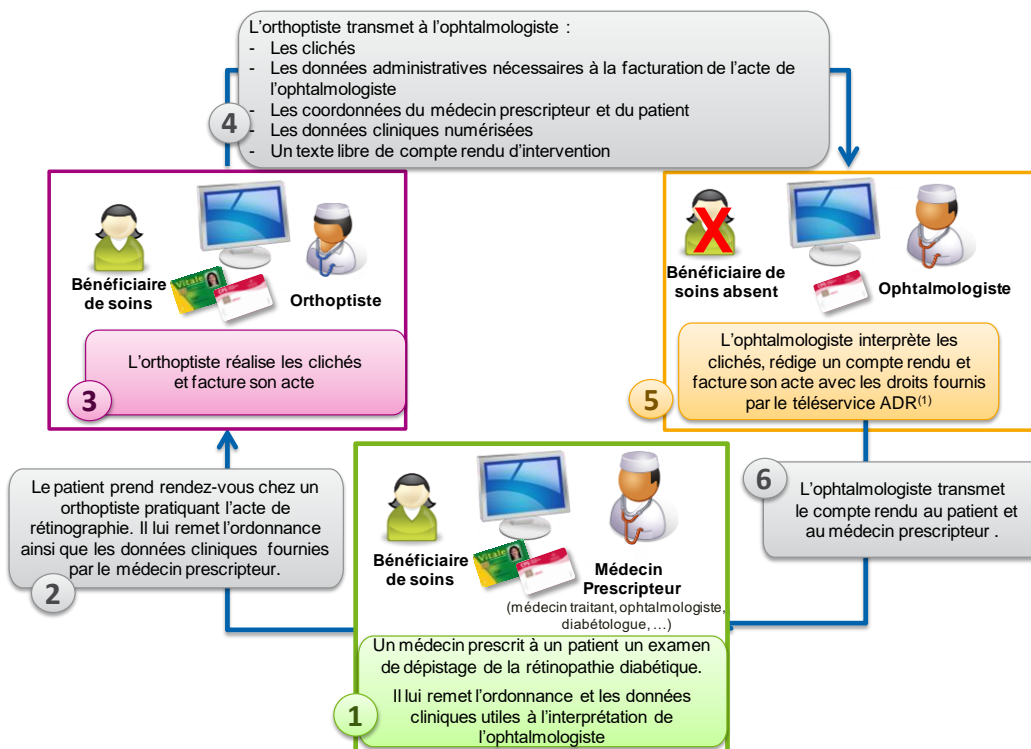 L'orthoptiste transmet à l'ophtalmologiste :
- Les clichés
- Les données administratives nécessaires à la facturation de l'acte de
l'ophtalmologiste
- Les coordonnées du médecin prescripteur et du patient
- Les données cliniques numérisées
- Un texte libre de compte rendu d'intervention
4
Bénéficiaire
de soins
Vitale
CPS
Orthoptiste
L'orthoptiste réalise les clichés
et facture son acte
3
X
Bénéficiaire de
soins absent
CPS
Ophtalmologiste
L'ophtalmologiste interprète les
clichés, rédige un compte rendu et
facture son acte avec les droits fournis
par le téléservice ADR(1)
5
Le patient prend rendez-vous chez un
orthoptiste pratiquant l'acte de
rétinographie. Il lui remet l'ordonnance
ainsi que les données cliniques fournies
par le médecin prescripteur.
2
Bénéficiaire
de soins
Vitale
CPS
Médecin
Prescripteur
(médecin traitant, ophtalmologiste,
diabétologue, …)
Un médecin prescrit à un patient un examen
de dépistage de la rétinopathie diabétique.
Il lui remet l'ordonnance et les données
cliniques utiles à l'interprétation de
l'ophtalmologiste
1
6
L'ophtalmologiste transmet
le compte rendu au patient et
au médecin prescripteur .